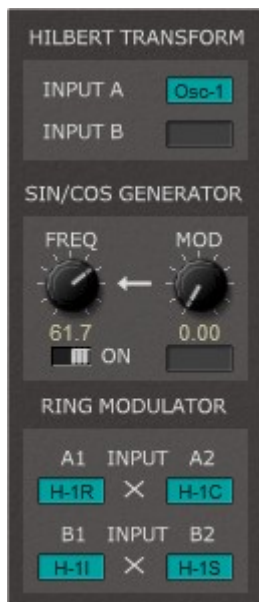 HILBERT TRANSFORM
INPUT A Osc-1
INPUT B
SIN/COS GENERATOR
FREQ MOD
61.7 0.00
ON
RING MODULATOR
A1 INPUT A2
H-1R × H-1C
B1 INPUT B2
H-1I × H-1S